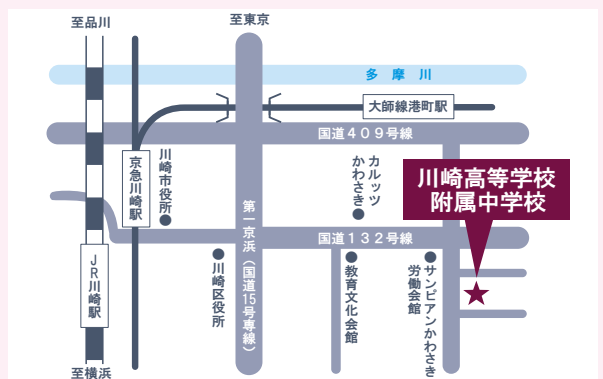 至品川
至東京
多摩川
大師線港町駅
国道409号線
京急川崎駅
川崎市役所
カルッツ
かわさき
川崎高等学校
附属中学校
第一京浜(国道15号専線)
国道132号線
JR川崎駅
川崎区役所
教育文化会館
サンピアンかわさき
労働会館
至横浜